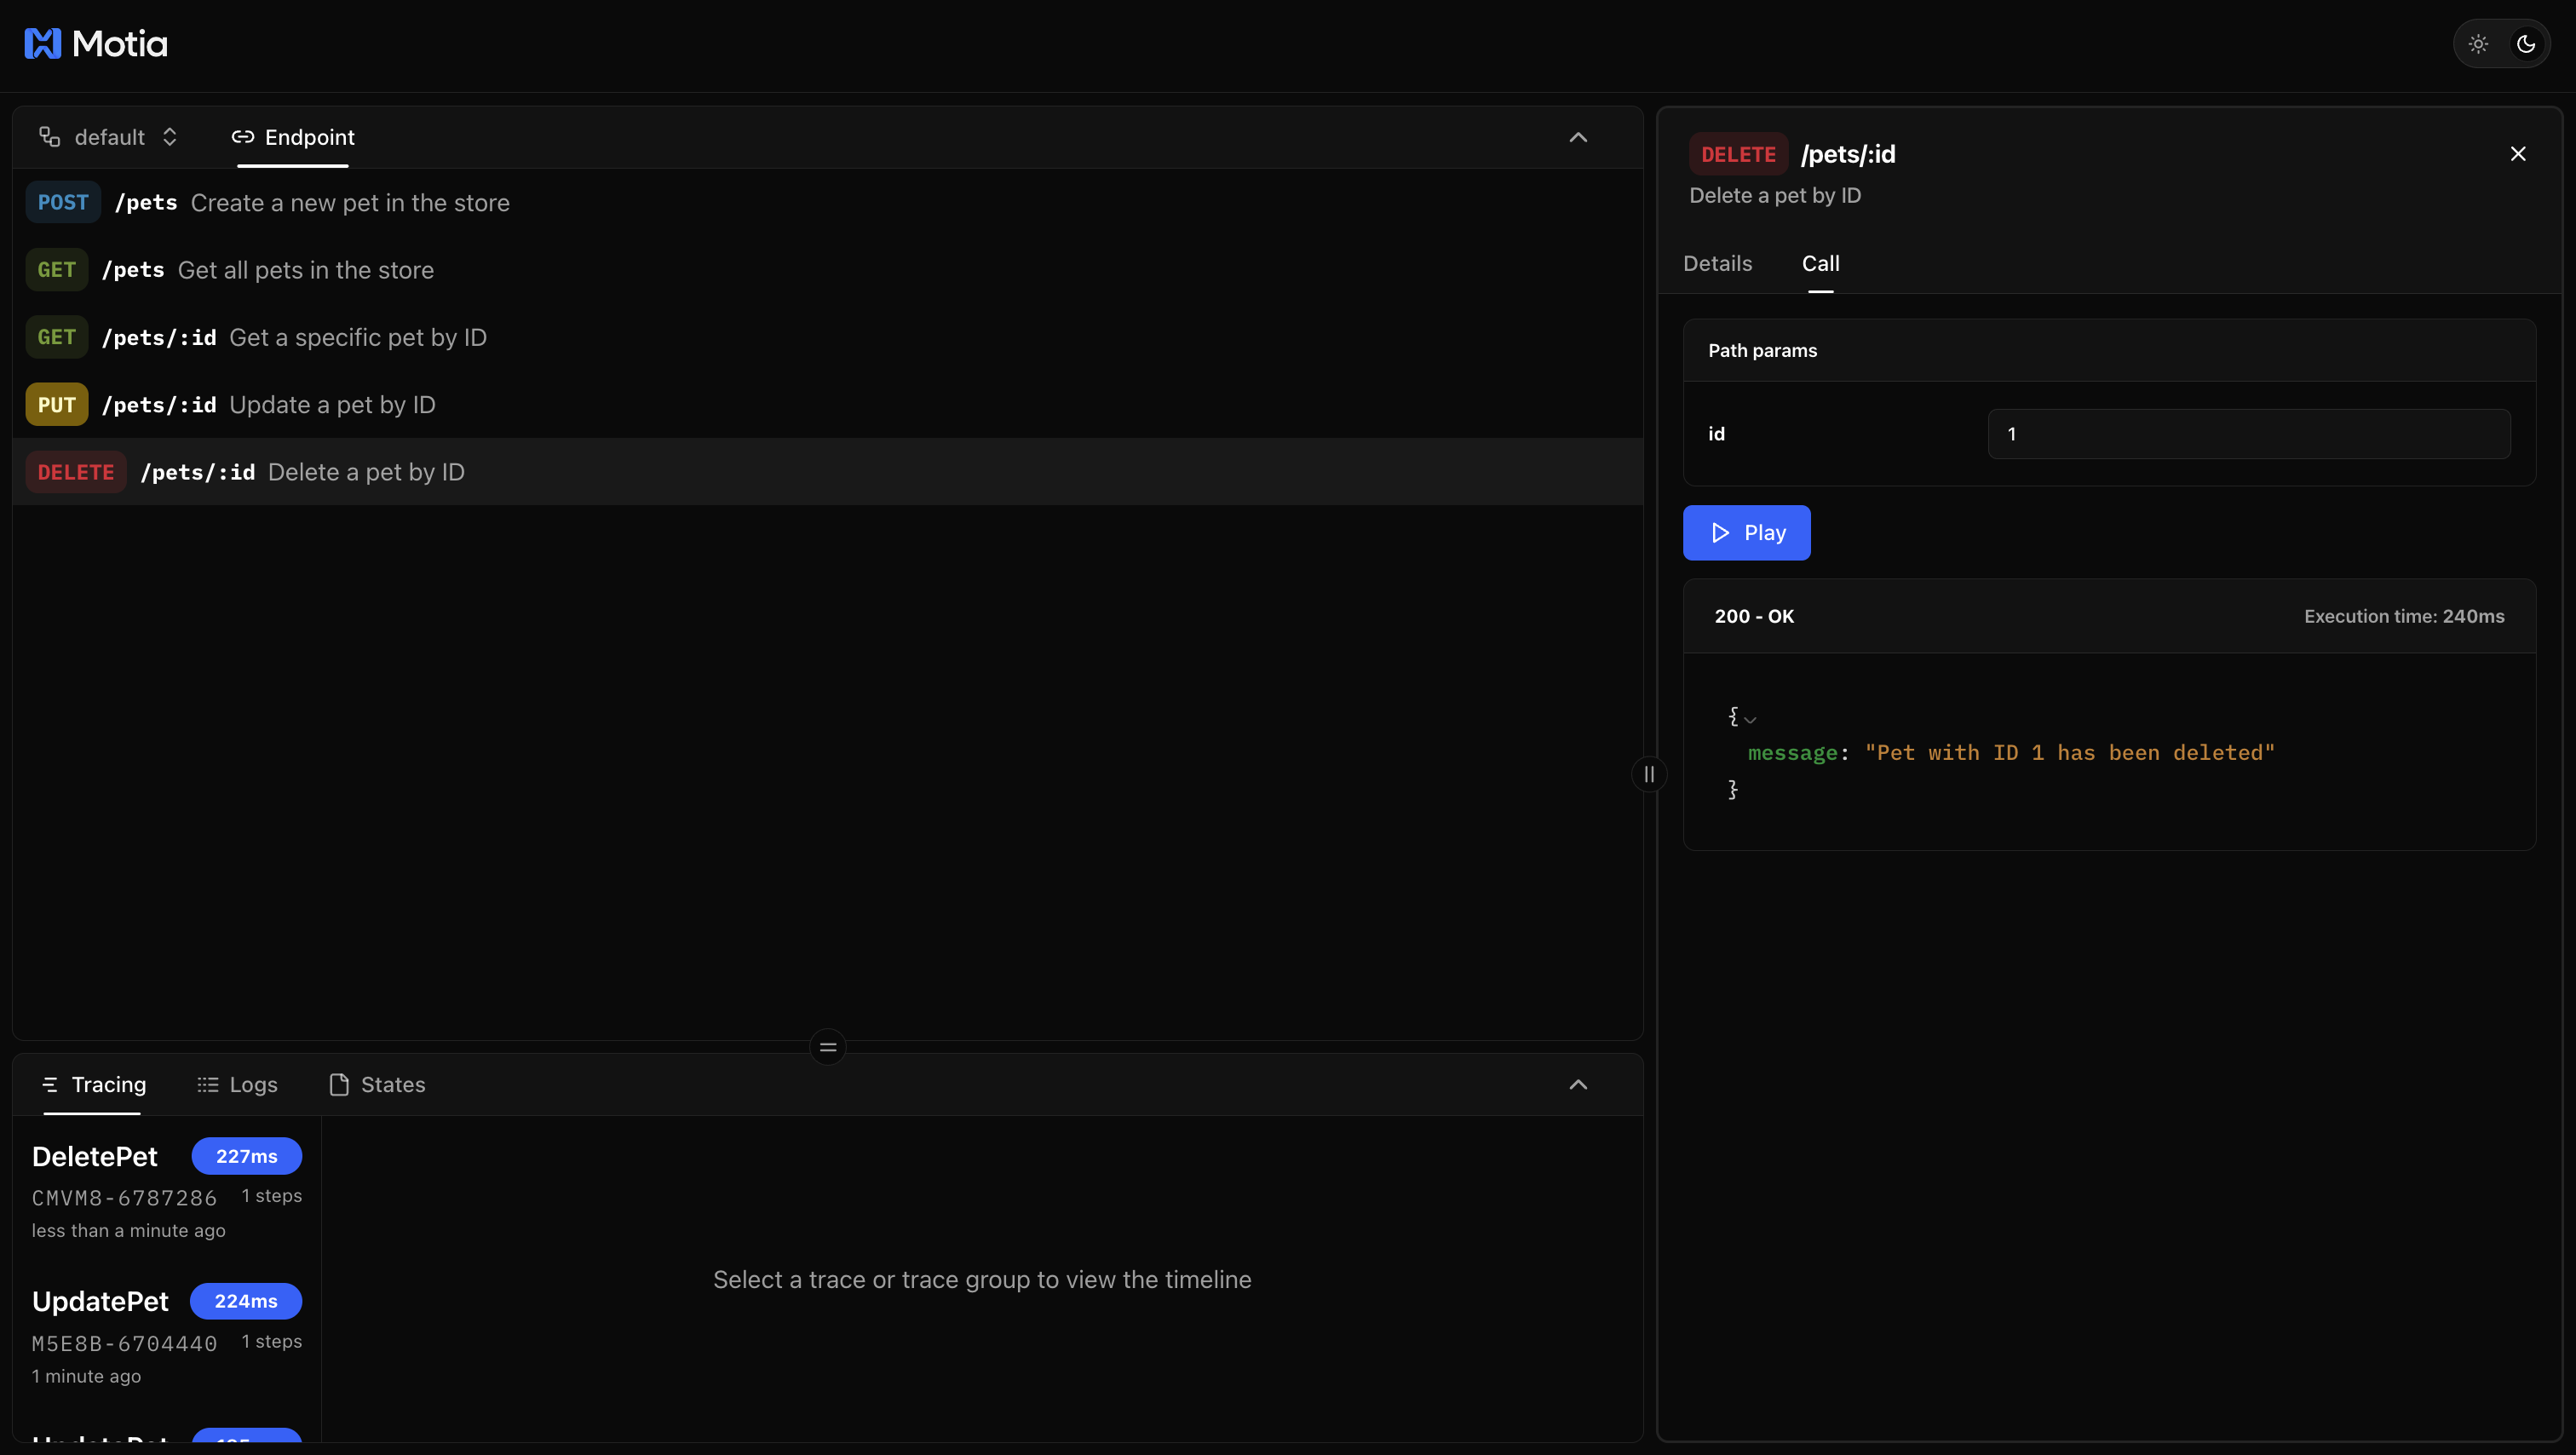 Motia
default Endpoint
POST /pets Create a new pet in the store
GET /pets Get all pets in the store
GET /pets/:id Get a specific pet by ID
PUT /pets/:id Update a pet by ID
DELETE /pets/:id Delete a pet by ID
Tracing Logs States
DeletePet 227ms
CMVM8-6787286 1 steps
less than a minute ago
UpdatePet 224ms
M5E8B-6704440 1 steps
1 minute ago
UpdatePet
Select a trace or trace group to view the timeline
DELETE /pets/:id
Delete a pet by ID
Details Call
Path params
id 1
Play
200 - OK Execution time: 240ms
{
message: "Pet with ID 1 has been deleted"
}